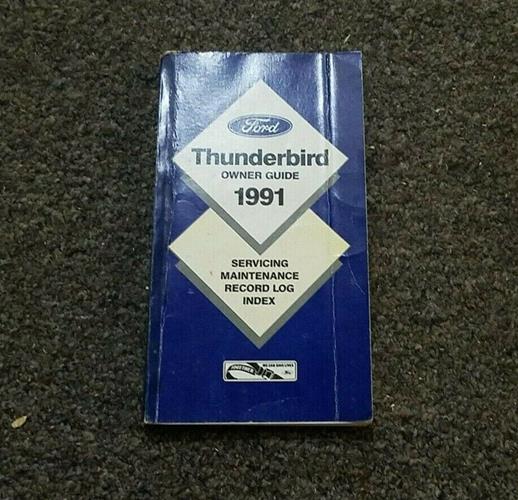 Ford
Thunderbird
OWNER GUIDE
1991
SERVICING
MAINTENANCE
RECORD LOG
INDEX